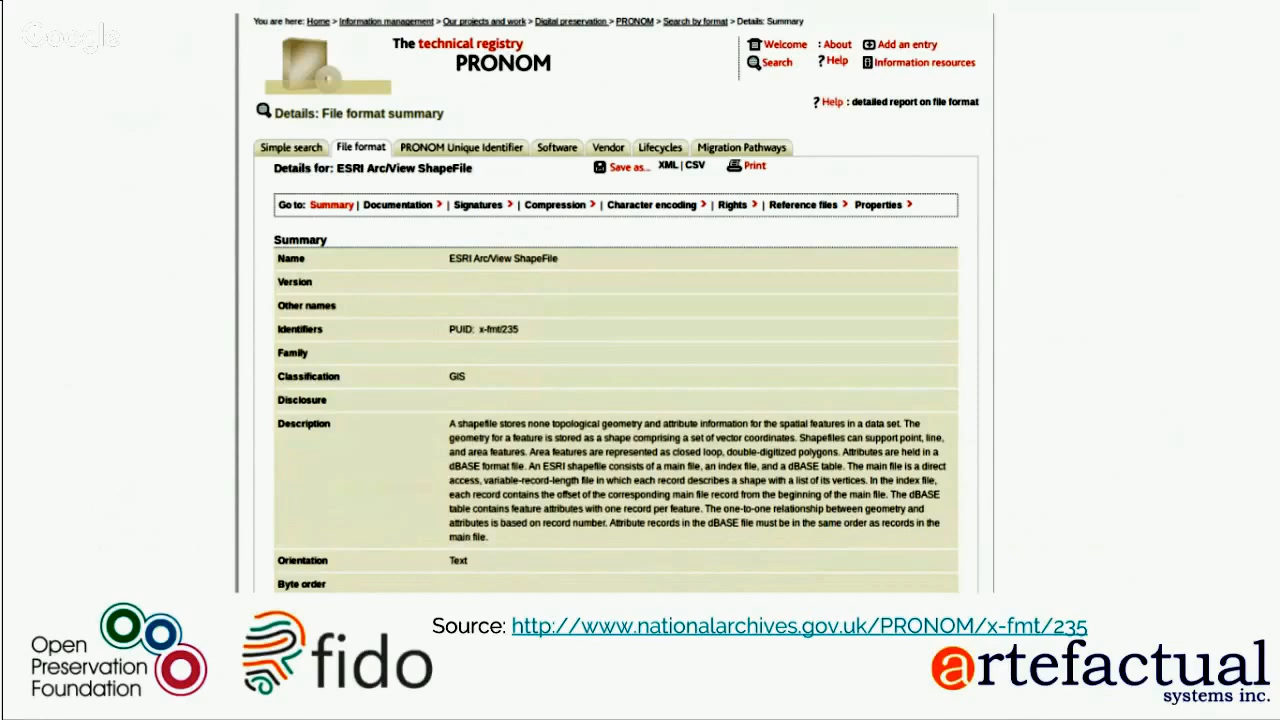 Google
You are here: Home > Information management > Our projects and work > Digital preservation > PRONOM > Search by format > Details: Summary
The technical registry
PRONOM
Welcome : About Add an entry
Search ? Help Information resources
? Help : detailed report on file format
Details: File format summary
Simple search File format PRONOM Unique Identifier Software Vendor Lifecycles Migration Pathways
Details for: ESRI Arc/View ShapeFile Save as... XML | CSV Print
Go to: Summary | Documentation > | Signatures > | Compression > | Character encoding > | Rights > | Reference files > Properties >
Summary
Name ESRI Arc/View ShapeFile
Version
Other names
Identifiers PUID: x-fmt/235
Family
Classification GIS
Disclosure
Description A shapefile stores none topological geometry and attribute information for the spatial features in a data set. The
geometry for a feature is stored as a shape comprising a set of vector coordinates. Shapefiles can support point, line,
and area features. Area features are represented as closed loop, double-digitized polygons. Attributes are held in a
dBASE format file. An ESRI shapefile consists of a main file, an index file, and a dBASE table. The main file is a direct
access, variable-record-length file in which each record describes a shape with a list of its vertices. In the index file,
each record contains the offset of the corresponding main file record from the beginning of the main file. The dBASE
table contains feature attributes with one record per feature. The one-to-one relationship between geometry and
attributes is based on record number. Attribute records in the dBASE file must be in the same order as records in the
main file.
Orientation Text
Byte order
Source: http://www.nationalarchives.gov.uk/PRONOM/x-fmt/235
Open
Preservation
Foundation
fido
artefactual
systems inc.